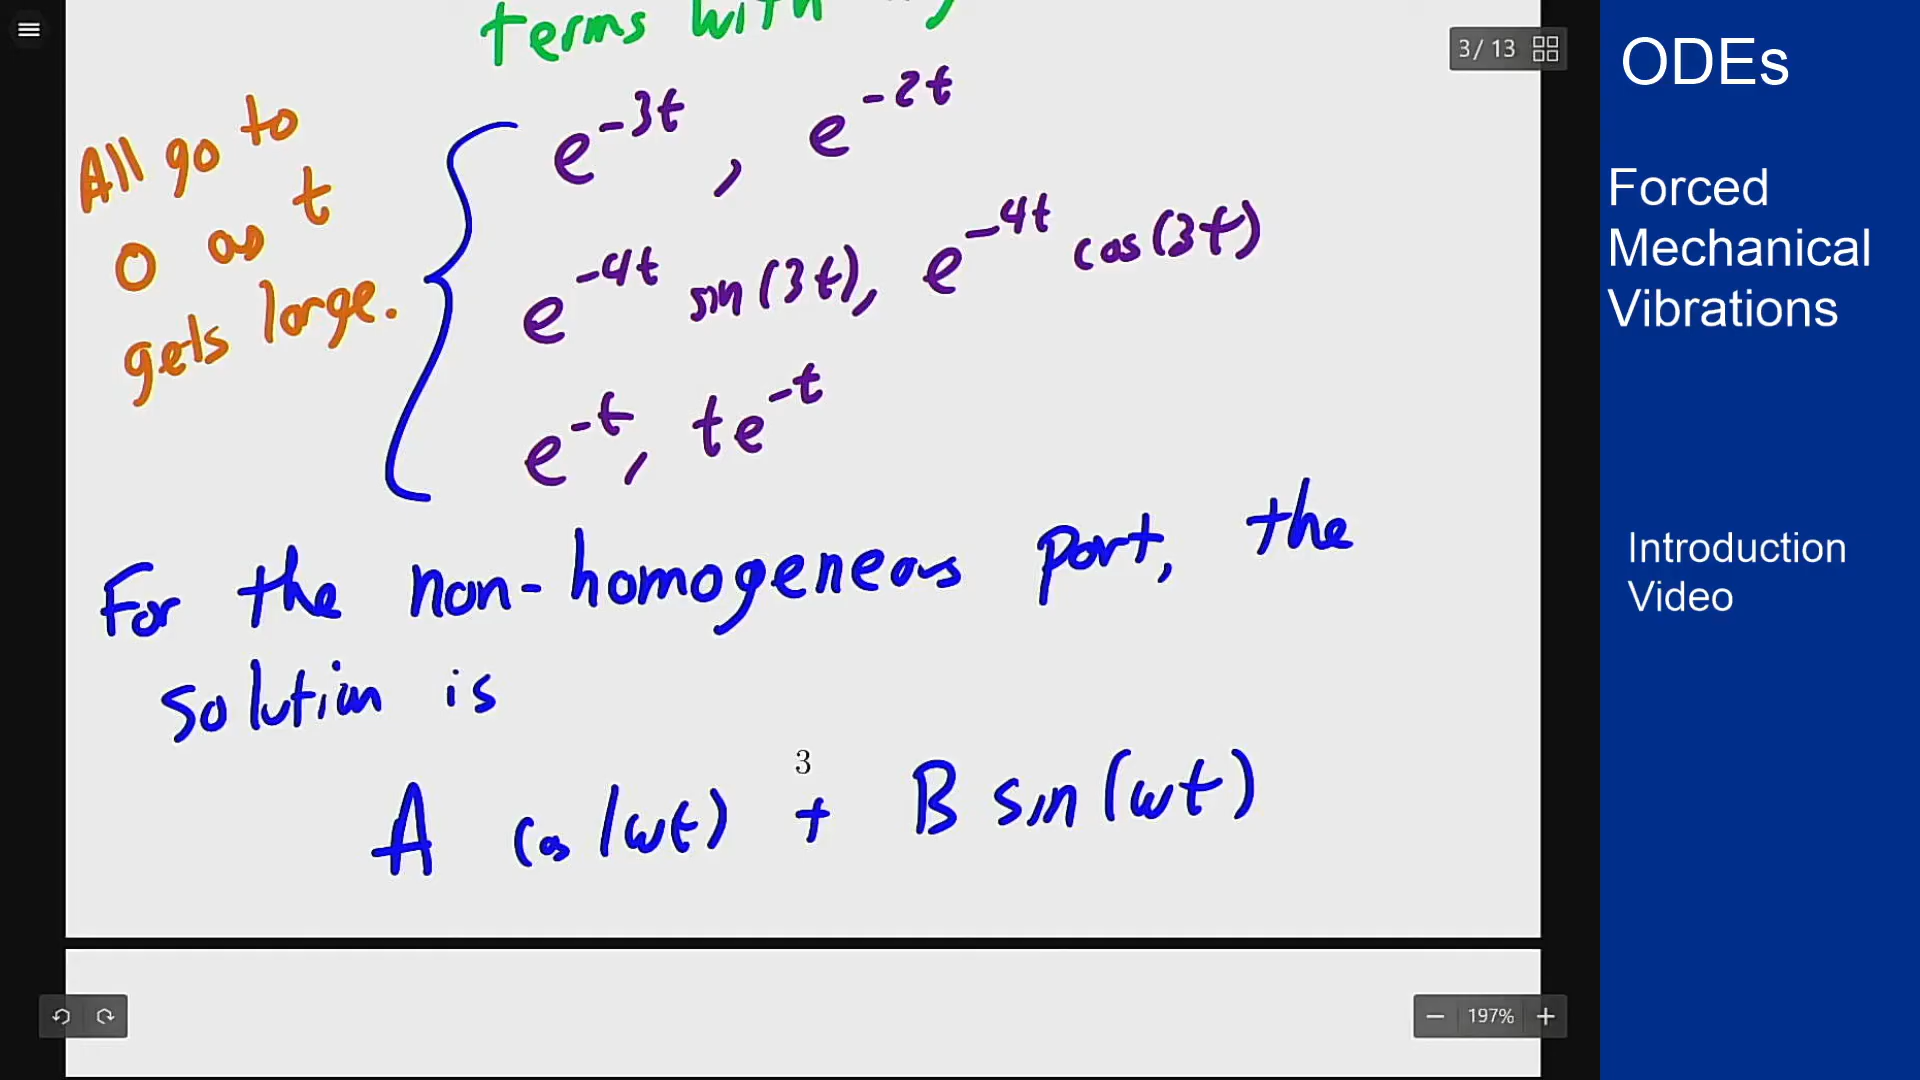 terms with
3 / 13
ODEs
All go to
0 as t
gets large.
e^{-3t}, e^{-2t}
e^{-4t} sin(3t), e^{-4t} cos(3t)
e^{-t}, te^{-t}
Forced
Mechanical
Vibrations
For the non-homogeneous part, the
solution is
Introduction
Video
3
A cos(ωt) + B sin(ωt)
197%